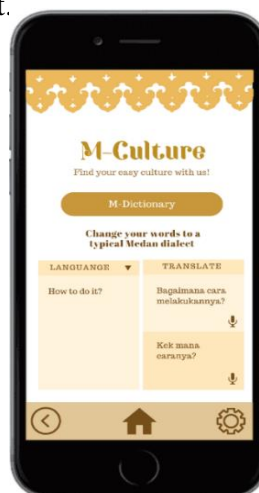 t.
M-Culture
Find your easy culture with us!
M-Dictionary
Change your words to a
typical Medan dialect
LANGUANGE
TRANSLATE
How to do it?
Bagaimana cara
melakukannya?
Kek mana
caranya?